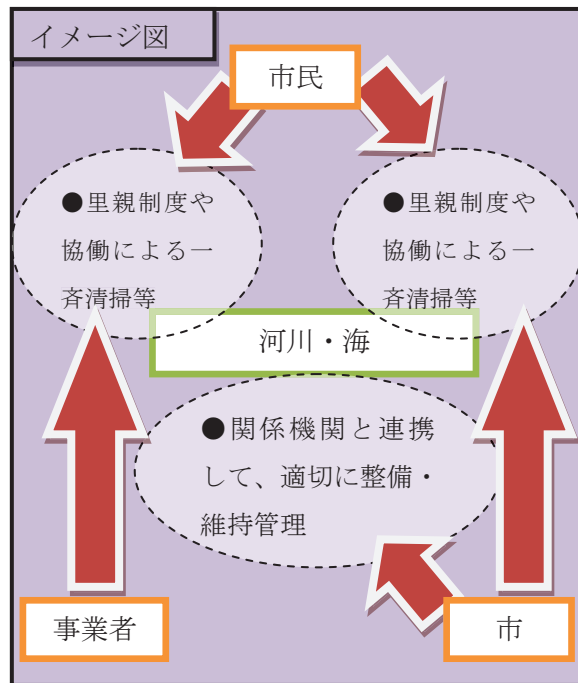 イメージ図
市民
●里親制度や
協働による一
斉清掃等
●里親制度や
協働による一
斉清掃等
河川・海
●関係機関と連携
して、適切に整備・
維持管理
事業者
市